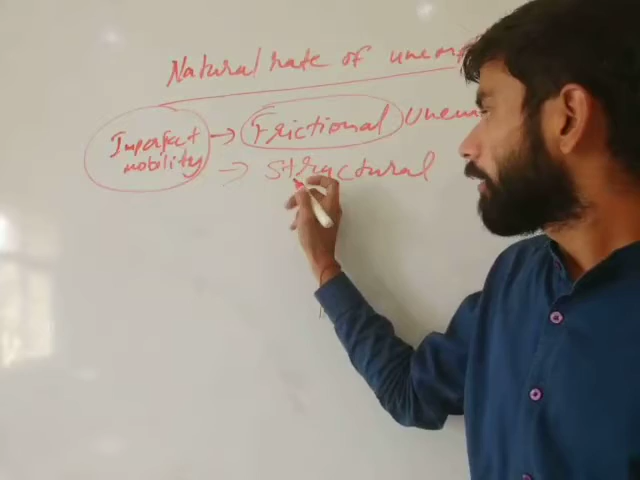 Natural rate of unemp
Imperfect mobility → Frictional Unem
→ Structural